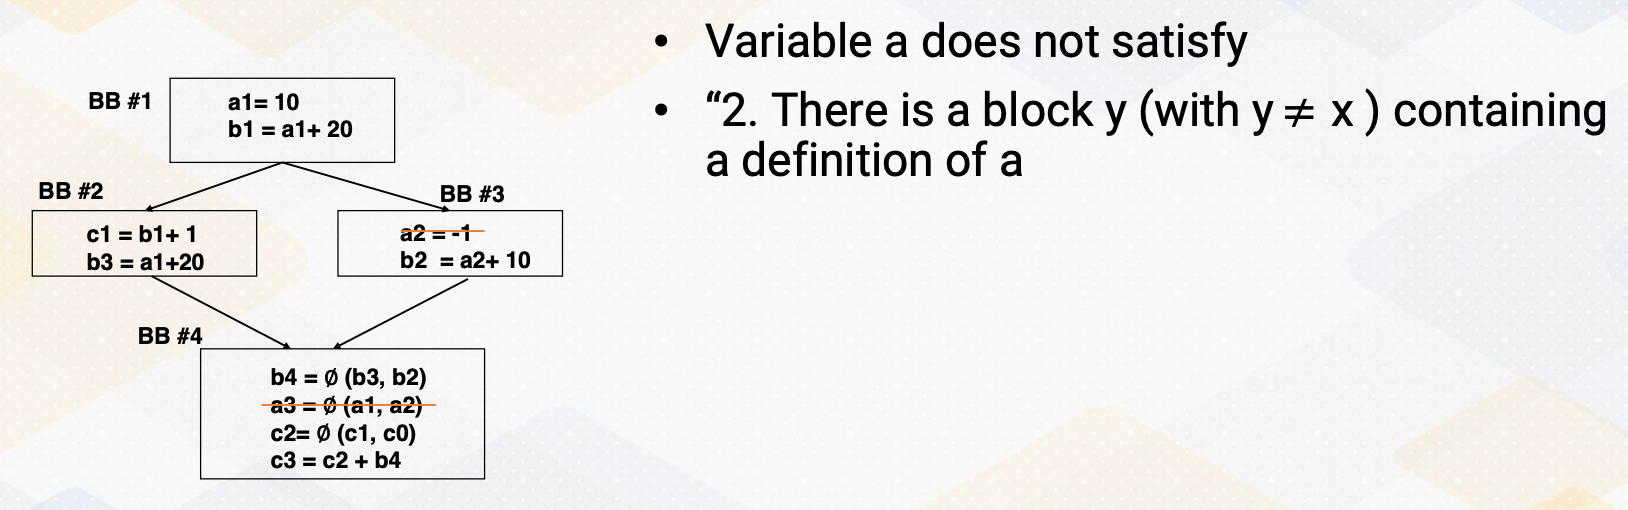 • Variable a does not satisfy
• “2. There is a block y (with y ≠ x ) containing
a definition of a
BB #1
a1= 10
b1 = a1+ 20
BB #2
c1 = b1+ 1
b3 = a1+20
BB #3
a2 = -1
b2 = a2+ 10
BB #4
b4 = ∅ (b3, b2)
a3 = ∅ (a1, a2)
c2= ∅ (c1, c0)
c3 = c2 + b4